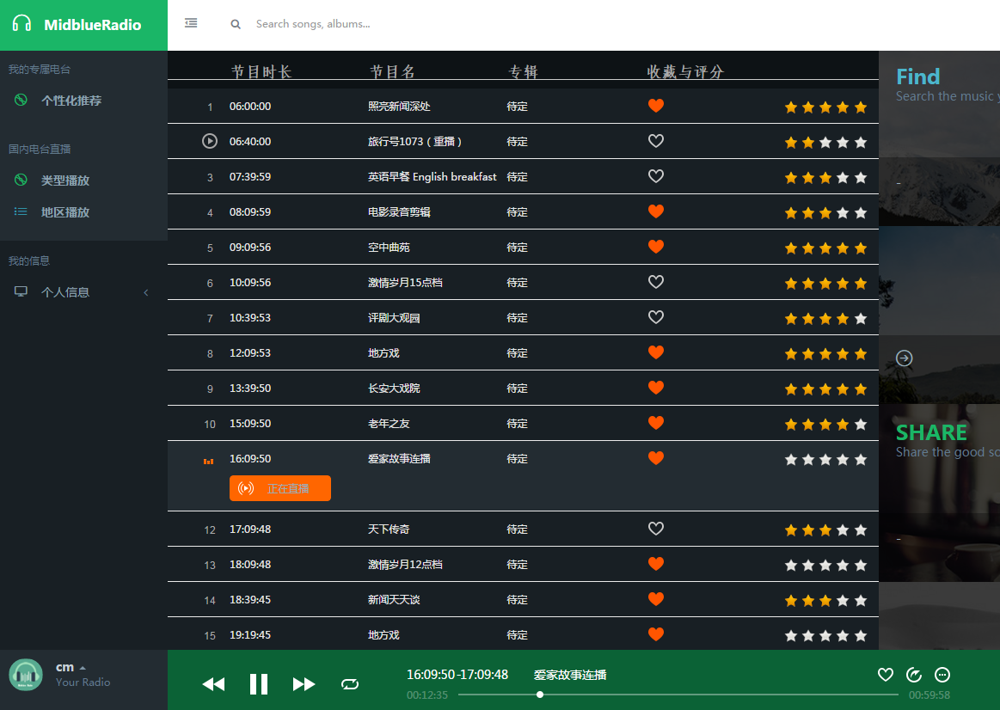 MidblueRadio
Search songs, albums...
我的专属电台
个性化推荐
国内电台直播
类型播放
地区播放
我的信息
个人信息
节目时长 节目名 专辑 收藏与评分
1 06:00:00 照亮新闻深处 待定
06:40:00 旅行号1073（重播） 待定
3 07:39:59 英语早餐 English breakfast 待定
4 08:09:59 电影录音剪辑 待定
5 09:09:56 空中曲苑 待定
6 10:09:56 激情岁月15点档 待定
7 10:39:53 评剧大观园 待定
8 12:09:53 地方戏 待定
9 13:39:50 长安大戏院 待定
10 15:09:50 老年之友 待定
16:09:50 爱家故事连播 待定
正在直播
12 17:09:48 天下传奇 待定
13 18:09:48 激情岁月12点档 待定
14 18:39:45 新闻天天谈 待定
15 19:19:45 地方戏 待定
Find
Search the music
-
SHARE
Share the good
-
cm
Your Radio
16:09:50-17:09:48 爱家故事连播
00:12:35 00:59:58